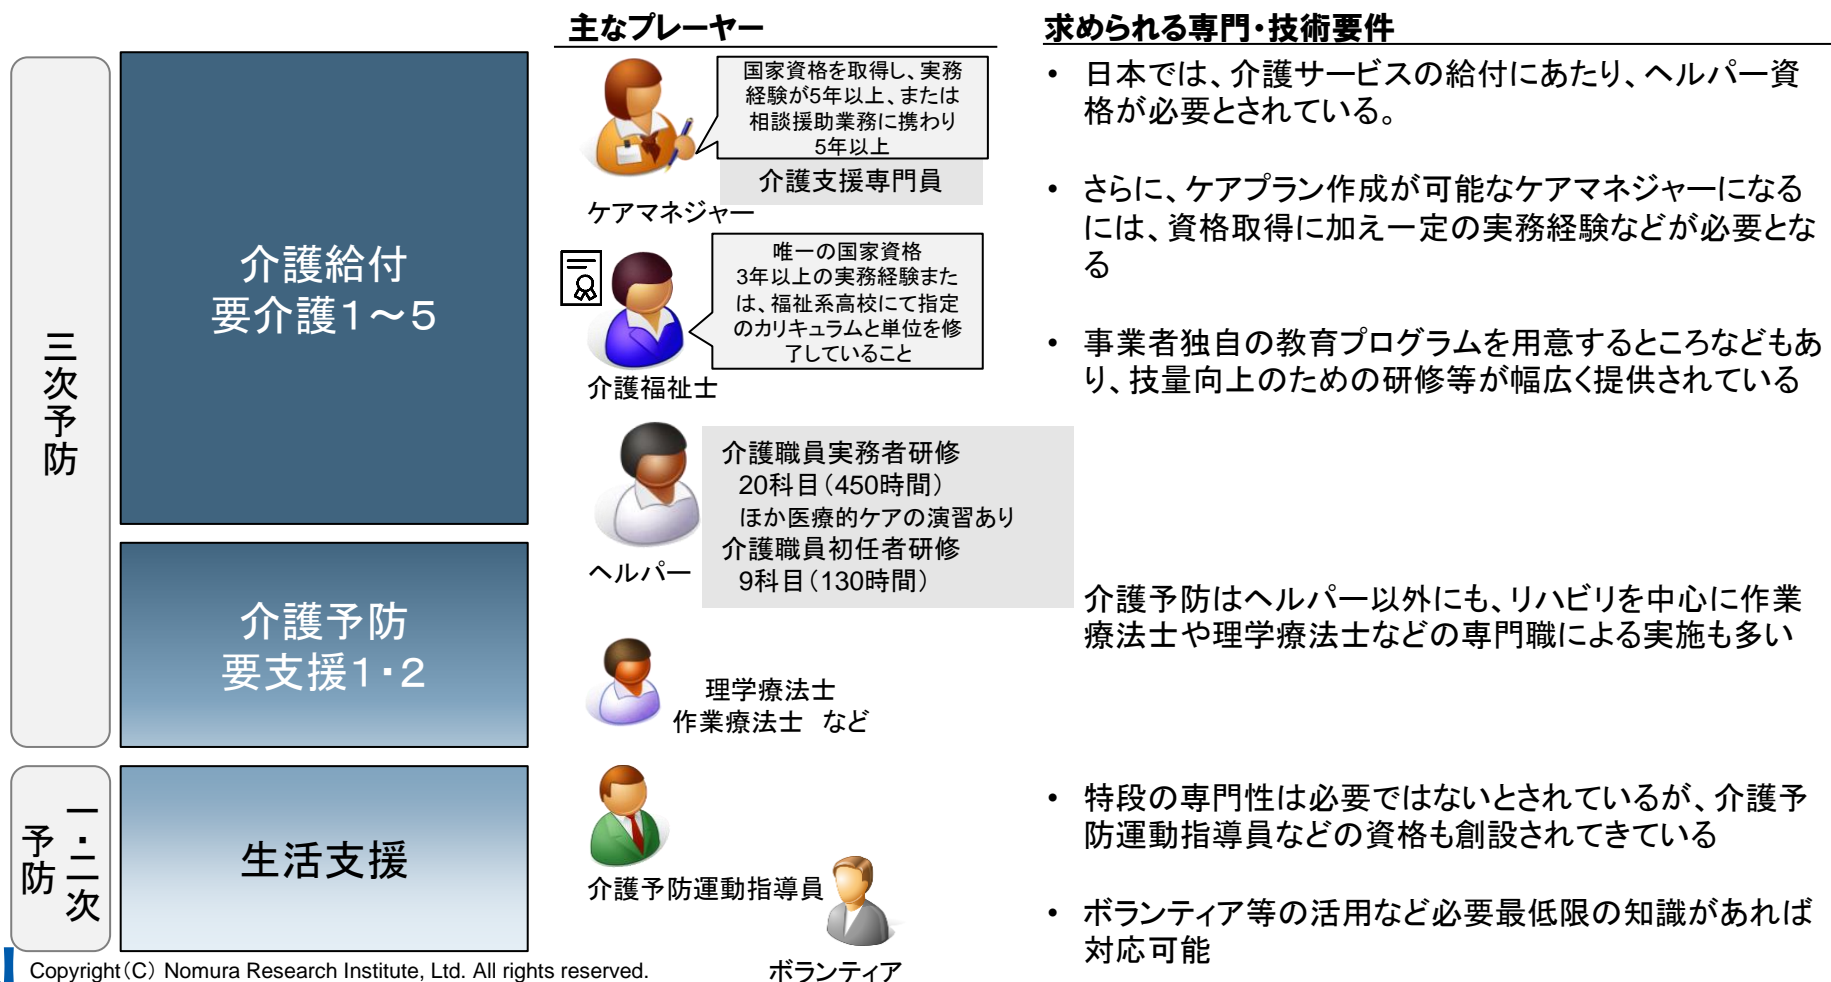 主なプレーヤー
求められる専門・技術要件
三次予防
介護給付
要介護1～5
介護予防
要支援1・2
一・二次
予防
生活支援
国家資格を取得し、実務
経験が5年以上、または
相談援助業務に携わり
5年以上
介護支援専門員
ケアマネジャー
唯一の国家資格
3年以上の実務経験また
は、福祉系高校にて指定
のカリキュラムと単位を修
了していること
介護福祉士
介護職員実務者研修
20科目（450時間）
ほか医療的ケアの演習あり
介護職員初任者研修
9科目（130時間）
ヘルパー
理学療法士
作業療法士　など
介護予防運動指導員
ボランティア
• 日本では、介護サービスの給付にあたり、ヘルパー資
格が必要とされている。
• さらに、ケアプラン作成が可能なケアマネジャーになる
には、資格取得に加え一定の実務経験などが必要とな
る
• 事業者独自の教育プログラムを用意するところなどもあ
り、技量向上のための研修等が幅広く提供されている
介護予防はヘルパー以外にも、リハビリを中心に作業
療法士や理学療法士などの専門職による実施も多い
• 特段の専門性は必要ではないとされているが、介護予
防運動指導員などの資格も創設されてきている
• ボランティア等の活用など必要最低限の知識があれば
対応可能
Copyright（C） Nomura Research Institute, Ltd. All rights reserved.